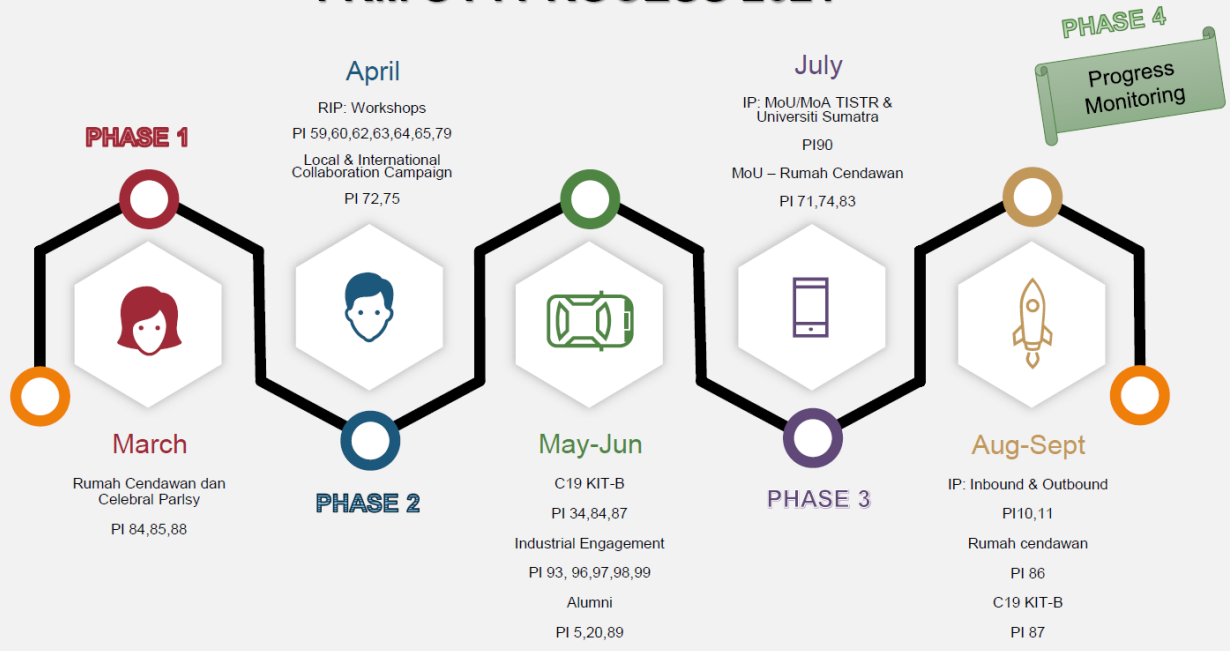 PHASE 4
Progress
Monitoring
PHASE 1
April
RIP: Workshops
PI 59,60,62,63,64,65,79
Local & International
Collaboration Campaign
PI 72,75
July
IP: MoU/MoA TISTR &
Universiti Sumatra
PI90
MoU – Rumah Cendawan
PI 71,74,83
March
Rumah Cendawan dan
Celebral Parlsy
PI 84,85,88
PHASE 2
May-Jun
C19 KIT-B
PI 34,84,87
Industrial Engagement
PI 93, 96,97,98,99
Alumni
PI 5,20,89
PHASE 3
Aug-Sept
IP: Inbound & Outbound
PI10,11
Rumah cendawan
PI 86
C19 KIT-B
PI 87